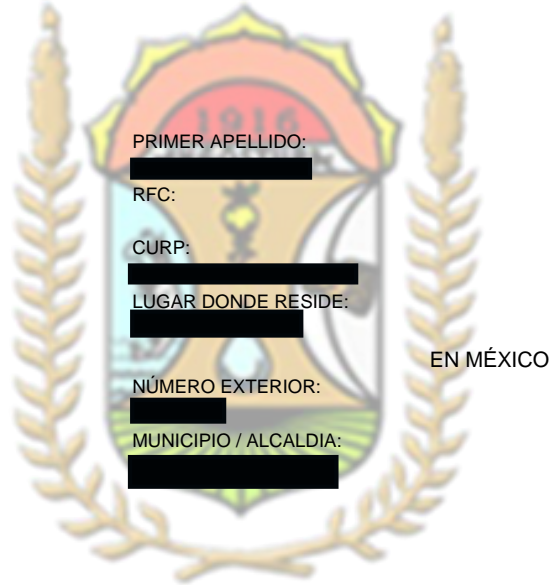 1916
PRIMER APELLIDO:
RFC:
CURP:
LUGAR DONDE RESIDE:
EN MÉXICO
NÚMERO EXTERIOR:
MUNICIPIO / ALCALDIA: